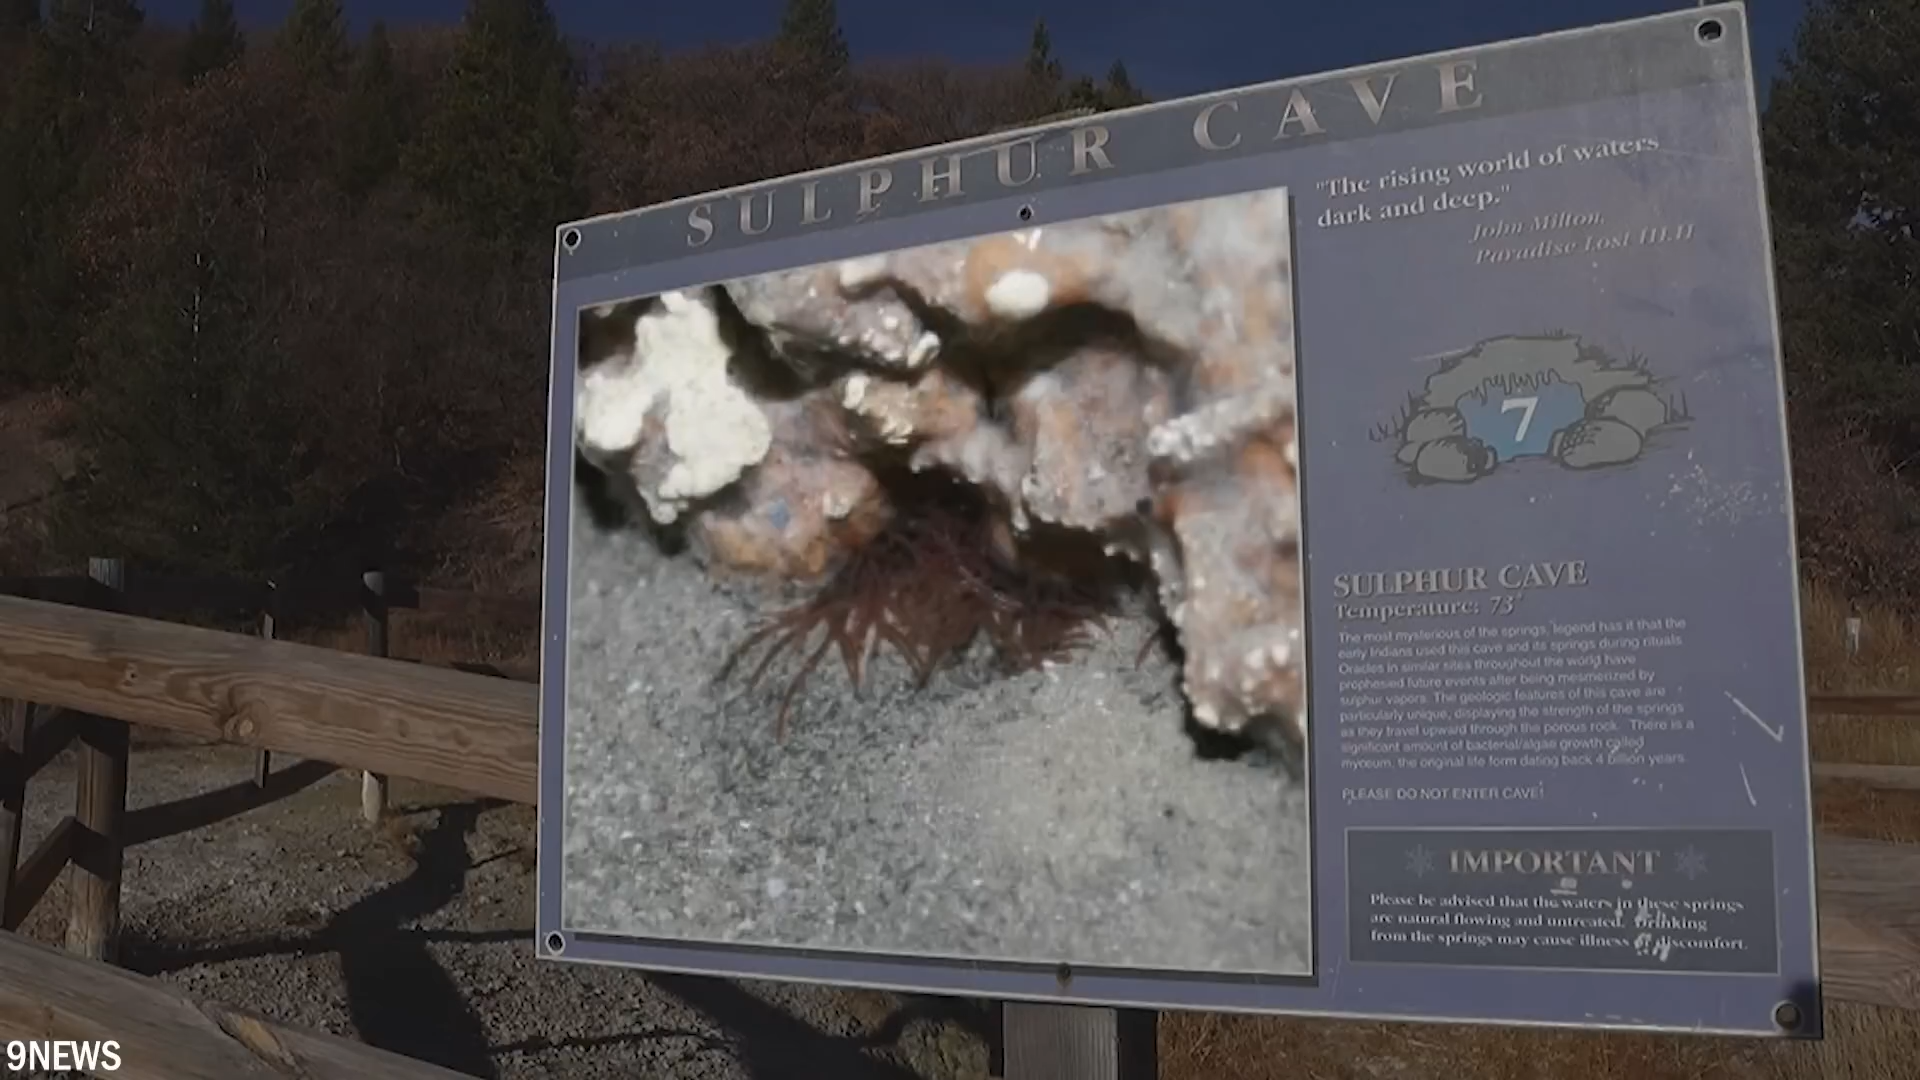 SULPHUR CAVE
"The rising world of waters
dark and deep."
John Milton,
Paradise Lost III.11
7
SULPHUR CAVE
Temperature: 73°
The most mysterious of the springs, legend has it that the
early Indians used this cave and its springs during rituals.
Oracles in similar sites throughout the world have
prophesied future events after being mesmerized by
sulphur vapors. The geologic features of this cave are
particularly unique, displaying the strength of the springs
as they travel upward through the porous rock. There is a
significant amount of bacterial/algae growth called
myceum, the original life form dating back 4 billion years.
PLEASE DO NOT ENTER CAVE!
IMPORTANT
Please be advised that the waters in these springs
are natural flowing and untreated. Drinking
from the springs may cause illness or discomfort.
9NEWS